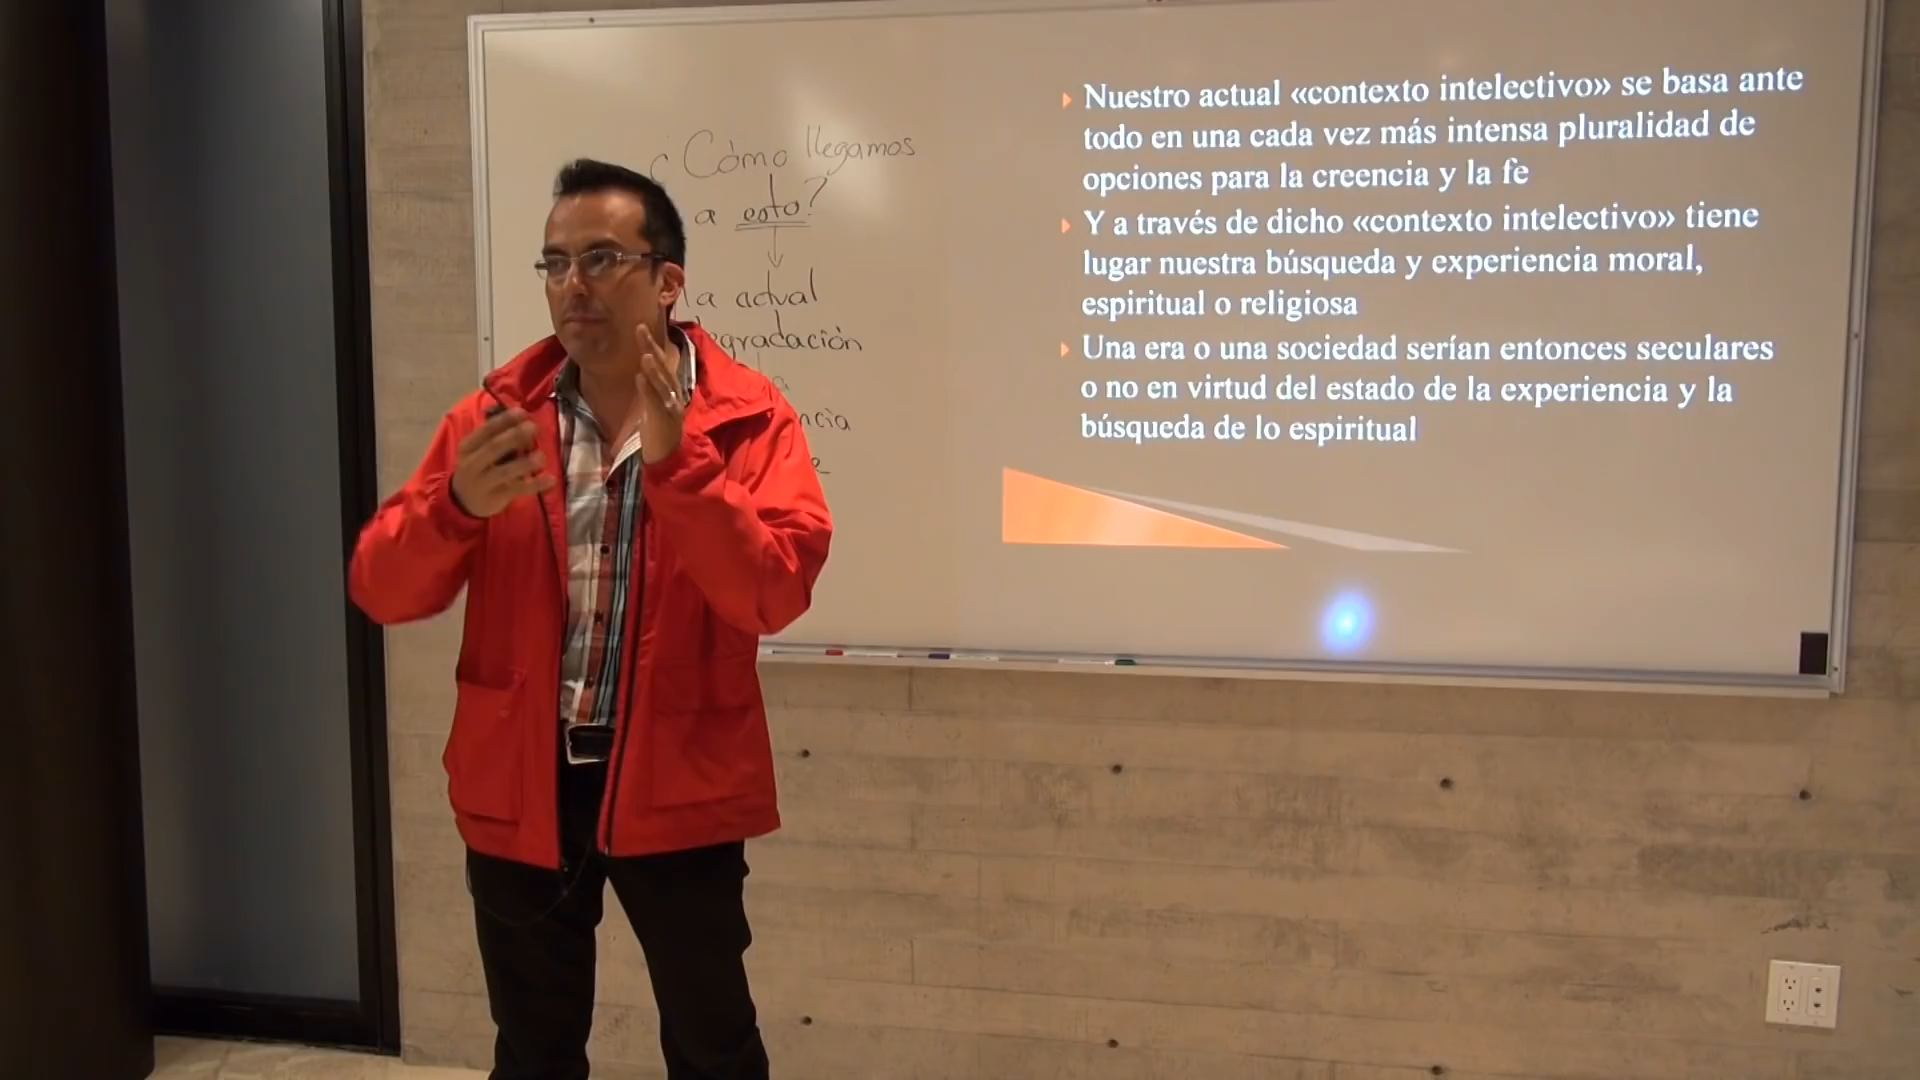 ¿Cómo llegamos
a esto?
la actual
degradación
Nuestro actual «contexto intelectivo» se basa ante
todo en una cada vez más intensa pluralidad de
opciones para la creencia y la fe
Y a través de dicho «contexto intelectivo» tiene
lugar nuestra búsqueda y experiencia moral,
espiritual o religiosa
Una era o una sociedad serían entonces seculares
o no en virtud del estado de la experiencia y la
búsqueda de lo espiritual